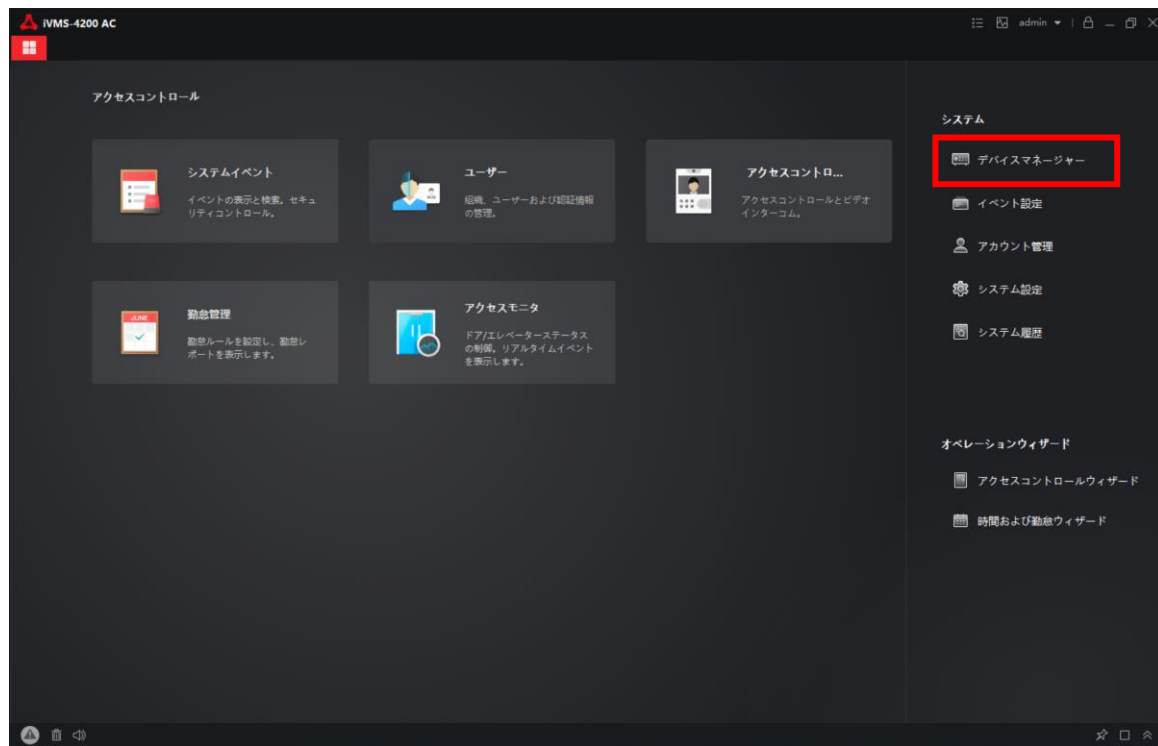 iVMS-4200 AC
admin
アクセスコントロール
システムイベント
イベントの表示と検索。セキュ
リティコントロール。
ユーザー
組織、ユーザーおよび認証情報
の管理。
アクセスコントロ...
アクセスコントロールとビデオ
インターコム。
勤怠管理
勤怠ルールを設定し、勤怠レ
ポートを表示します。
アクセスモニタ
ドア/エレベーターステータス
の制御。リアルタイムイベント
を表示します。
JUNE
システム
デバイスマネージャー
イベント設定
アカウント管理
システム設定
システム履歴
オペレーションウィザード
アクセスコントロールウィザード
時間および勤怠ウィザード